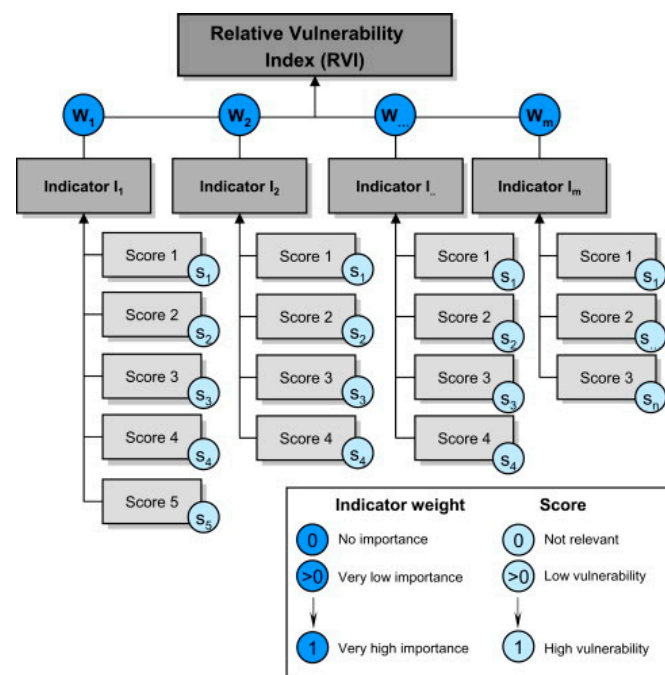 Relative Vulnerability
Index (RVI)
W1 W2 W... Wm
Indicator I1 Indicator I2 Indicator I.. Indicator Im
Score 1 s1 Score 1 s1 Score 1 s1 Score 1 s1
Score 2 s2 Score 2 s2 Score 2 s2 Score 2 s...
Score 3 s3 Score 3 s3 Score 3 s3 Score 3 sn
Score 4 s4 Score 4 s4 Score 4 s4
Score 5 s5
Indicator weight Score
0 No importance 0 Not relevant
>0 Very low importance >0 Low vulnerability
1 Very high importance 1 High vulnerability